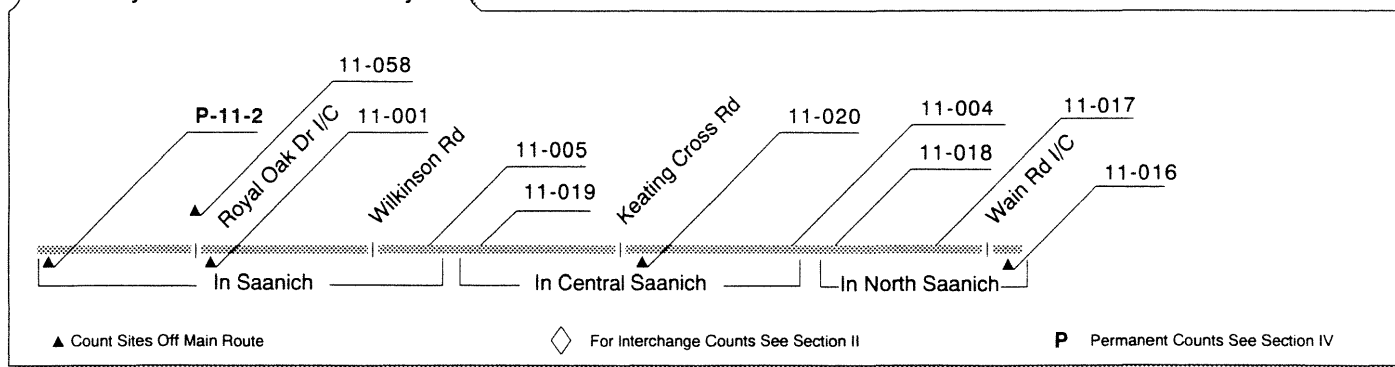 11-058
P-11-2
Royal Oak Dr I/C
11-001
Wilkinson Rd
11-005
11-019
Keating Cross Rd
11-020
11-004
11-018
11-017
Wain Rd I/C
11-016
In Saanich
In Central Saanich
In North Saanich
▲ Count Sites Off Main Route
◇ For Interchange Counts See Section II
P Permanent Counts See Section IV